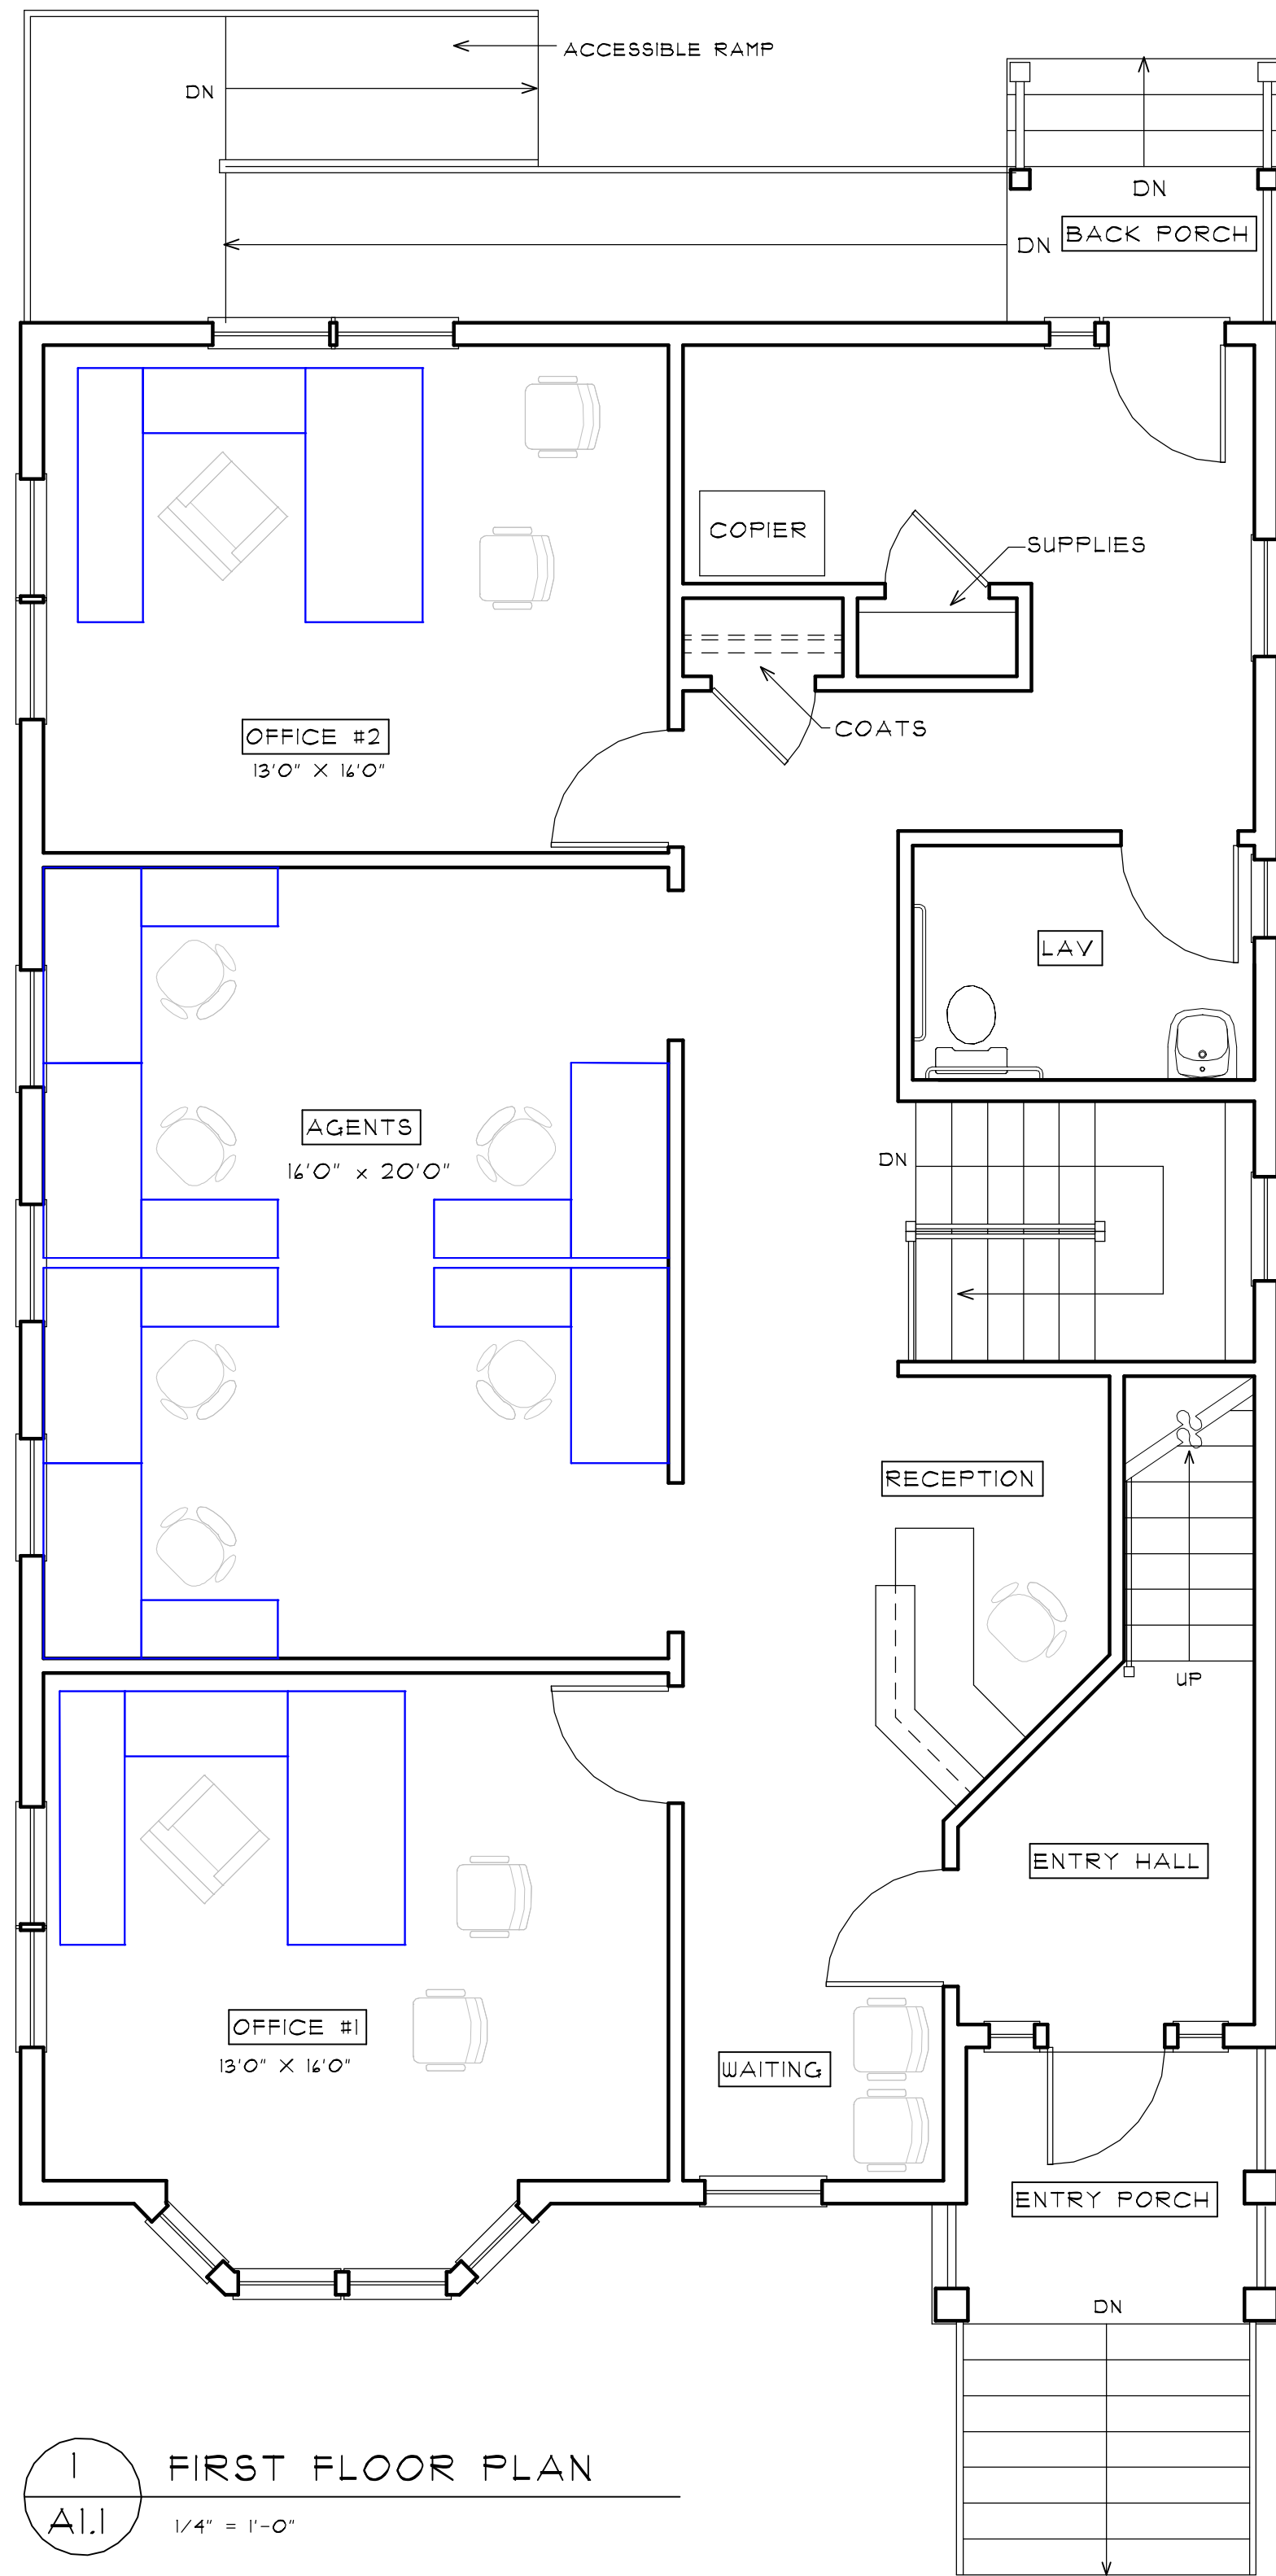 ACCESSIBLE RAMP
DN
DN
DN
BACK PORCH
COPIER
SUPPLIES
COATS
OFFICE #2
13'0" X 16'0"
LAV
AGENTS
16'0" x 20'0"
DN
RECEPTION
UP
ENTRY HALL
OFFICE #1
13'0" X 16'0"
WAITING
ENTRY PORCH
DN
1
A1.1
FIRST FLOOR PLAN
1/4" = 1'-0"